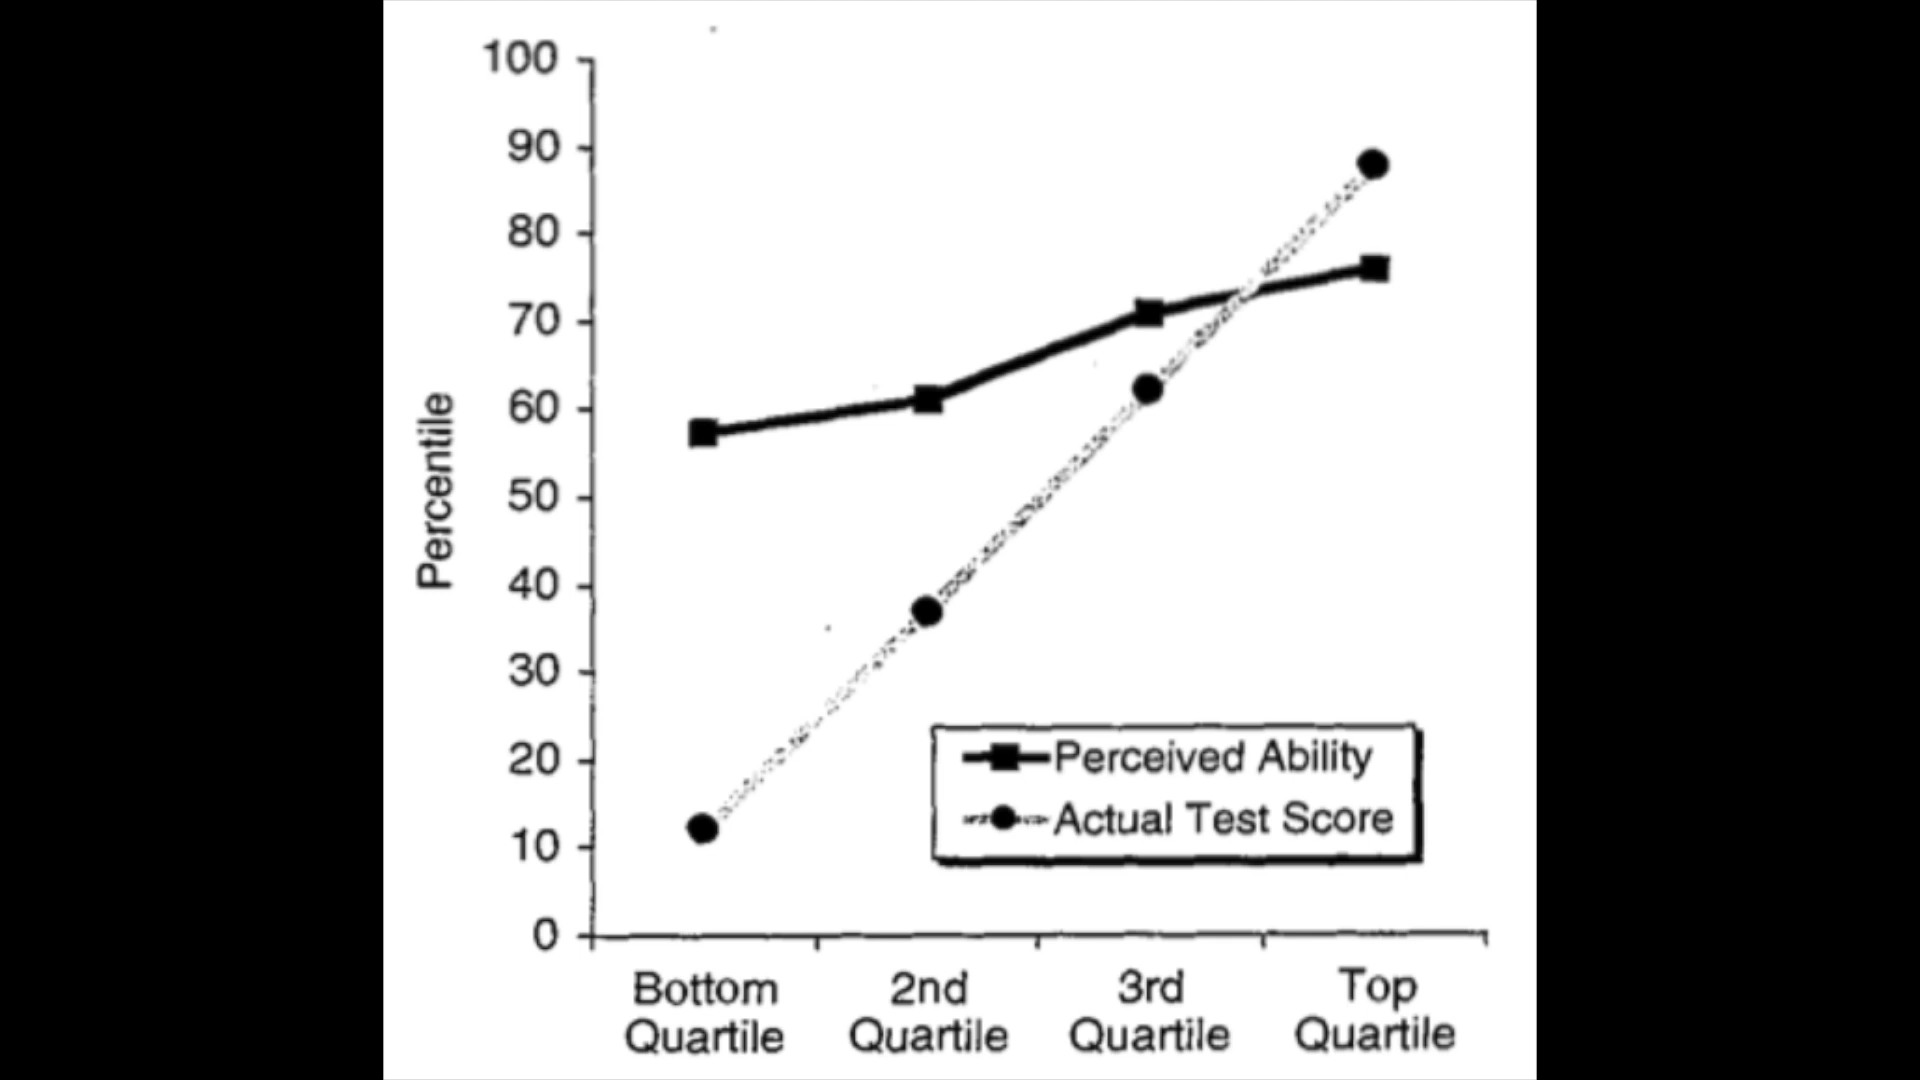 100
90
80
70
60
50
40
30
20
10
0
Percentile
Perceived Ability
Actual Test Score
Bottom
Quartile
2nd
Quartile
3rd
Quartile
Top
Quartile